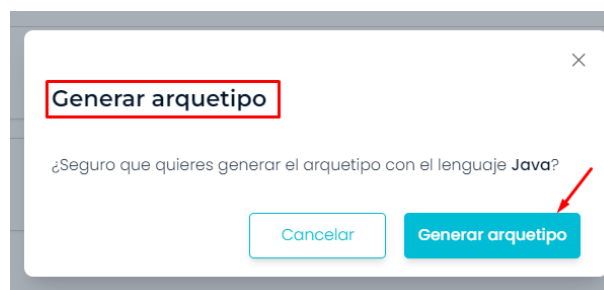 Generar arquetipo
¿Seguro que quieres generar el arquetipo con el lenguaje Java?
Cancelar
Generar arquetipo